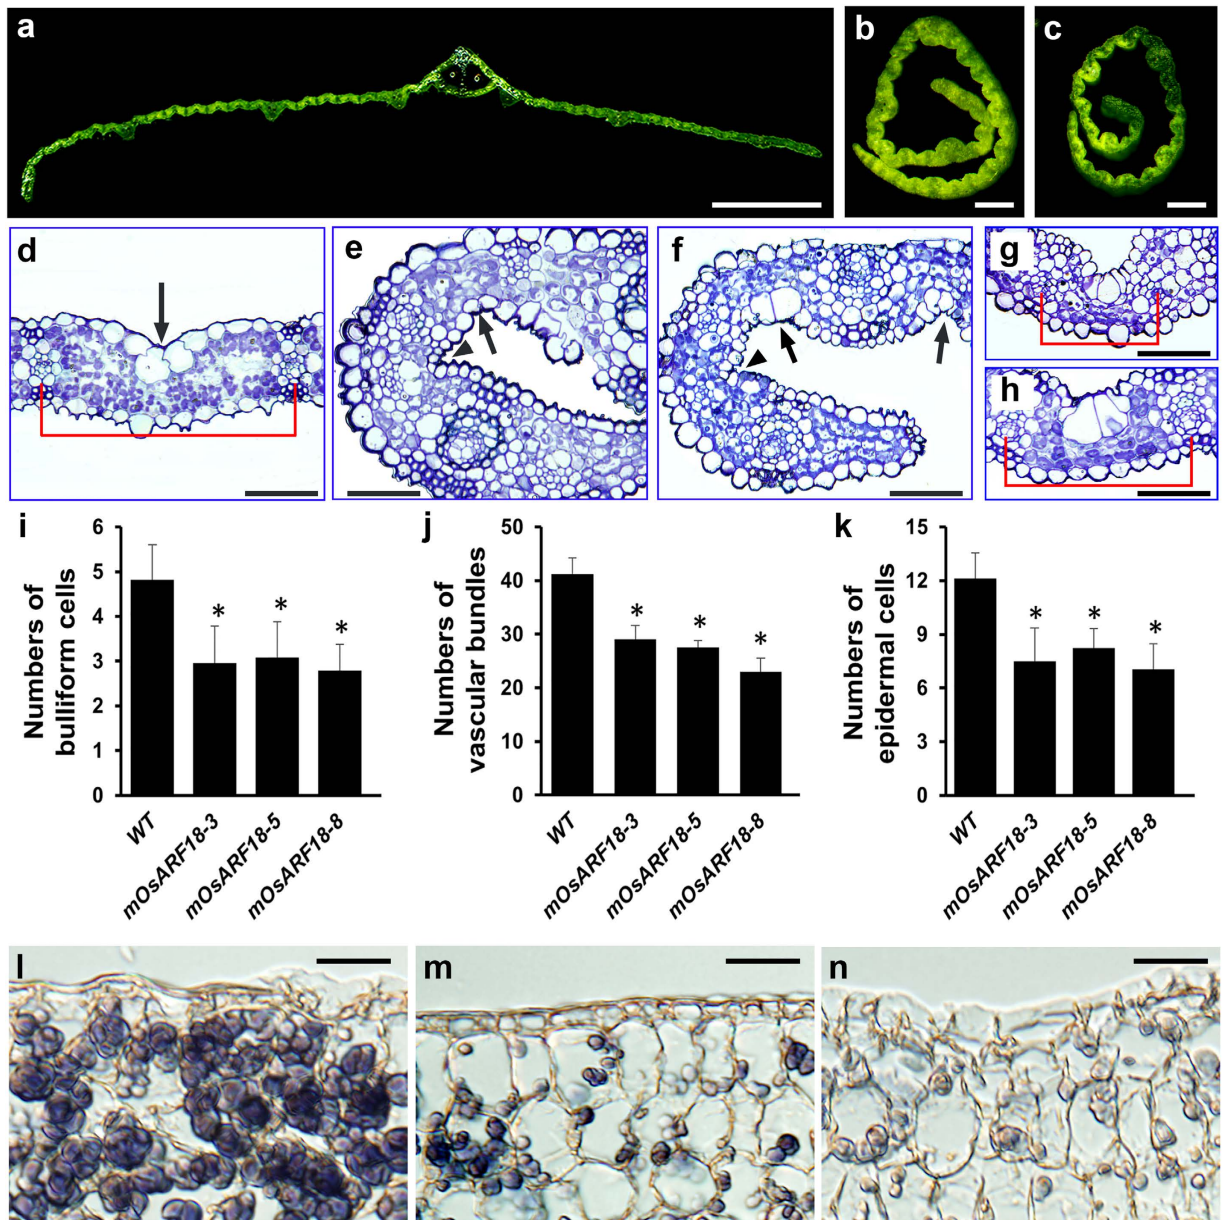 a
b
c
d
e
f
g
h
i
Numbers of
bulliform cells
6
5
4
3
2
1
0
*
*
*
WT
mOsARF18-3
mOsARF18-5
mOsARF18-8
j
Numbers of
vascular bundles
50
40
30
20
10
0
*
*
*
WT
mOsARF18-3
mOsARF18-5
mOsARF18-8
k
Numbers of
epidermal cells
15
12
9
6
3
0
*
*
*
WT
mOsARF18-3
mOsARF18-5
mOsARF18-8
l
m
n